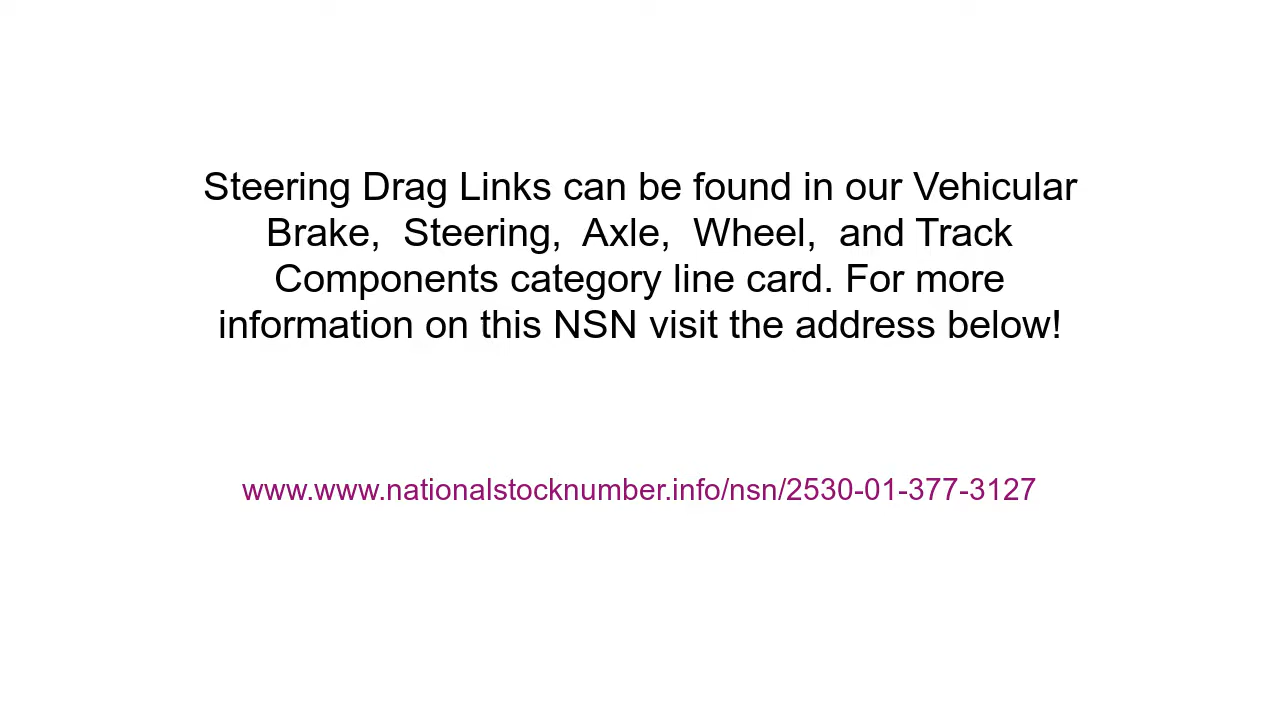 Steering Drag Links can be found in our Vehicular
Brake,  Steering,  Axle,  Wheel,  and Track
Components category line card. For more
information on this NSN visit the address below!
www.www.nationalstocknumber.info/nsn/2530-01-377-3127